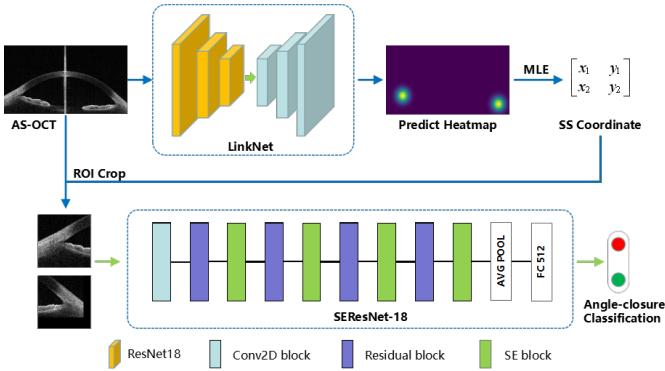 MLE
x1 y1
x2 y2
AS-OCT
LinkNet
Predict Heatmap
SS Coordinate
ROI Crop
AVG POOL
FC 512
SEResNet-18
Angle-closure
Classification
ResNet18
Conv2D block
Residual block
SE block